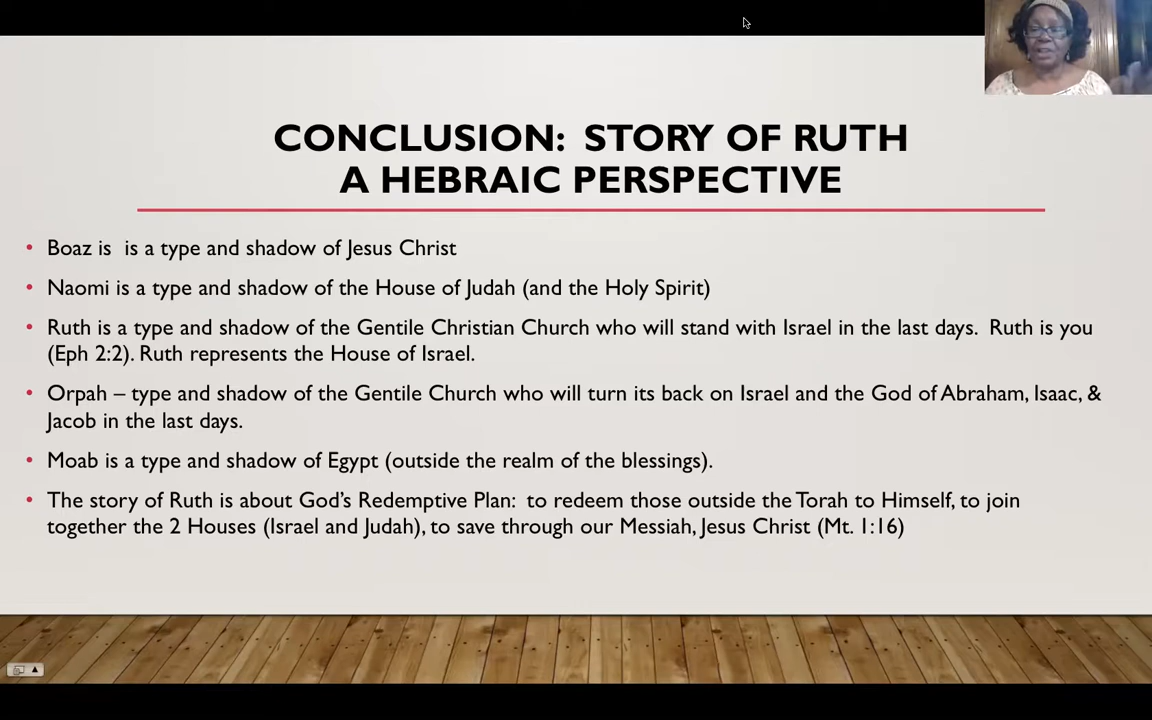 CONCLUSION: STORY OF RUTH
A HEBRAIC PERSPECTIVE
• Boaz is  is a type and shadow of Jesus Christ
• Naomi is a type and shadow of the House of Judah (and the Holy Spirit)
• Ruth is a type and shadow of the Gentile Christian Church who will stand with Israel in the last days.  Ruth is you
(Eph 2:2). Ruth represents the House of Israel.
• Orpah – type and shadow of the Gentile Church who will turn its back on Israel and the God of Abraham, Isaac, &
Jacob in the last days.
• Moab is a type and shadow of Egypt (outside the realm of the blessings).
• The story of Ruth is about God's Redemptive Plan:  to redeem those outside the Torah to Himself, to join
together the 2 Houses (Israel and Judah), to save through our Messiah, Jesus Christ (Mt. 1:16)